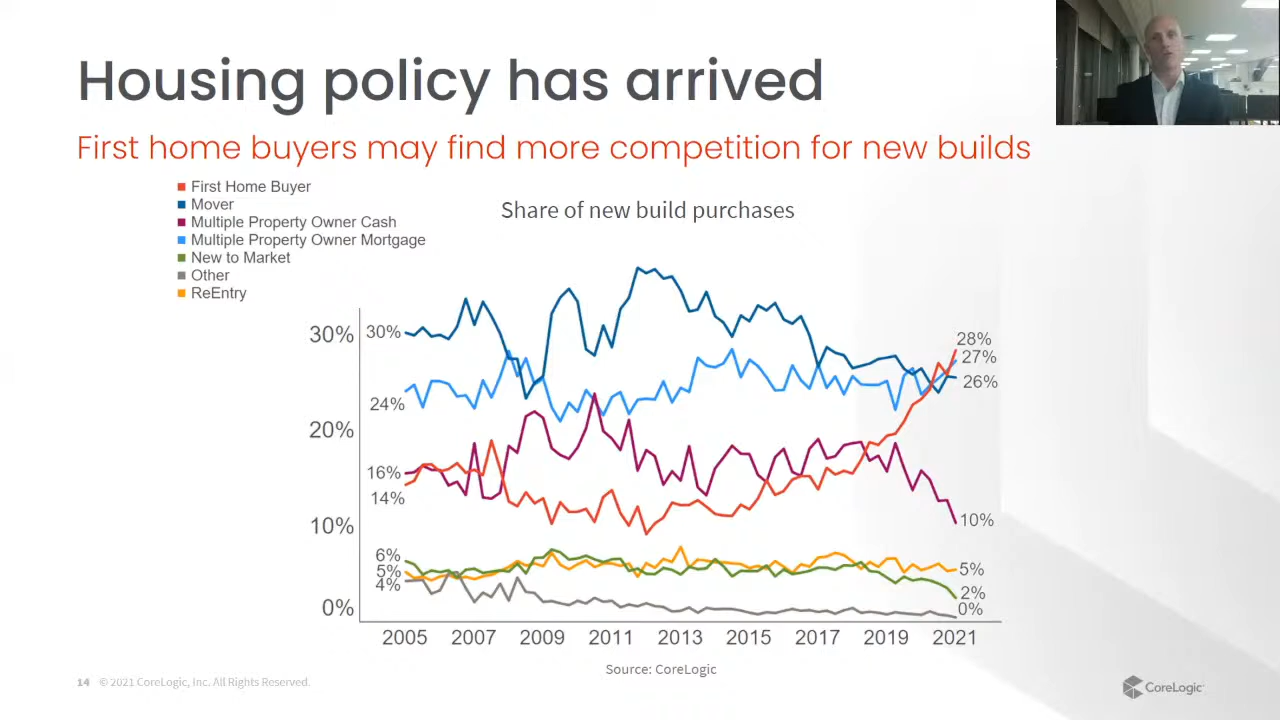 Housing policy has arrived
First home buyers may find more competition for new builds
First Home Buyer
Mover
Multiple Property Owner Cash
Multiple Property Owner Mortgage
New to Market
Other
ReEntry
Share of new build purchases
30%
20%
10%
0%
30%
24%
16%
14%
6%
5%
4%
28%
27%
26%
10%
5%
2%
0%
2005 2007 2009 2011 2013 2015 2017 2019 2021
Source: CoreLogic
14 © 2021 CoreLogic, Inc. All Rights Reserved.
CoreLogic